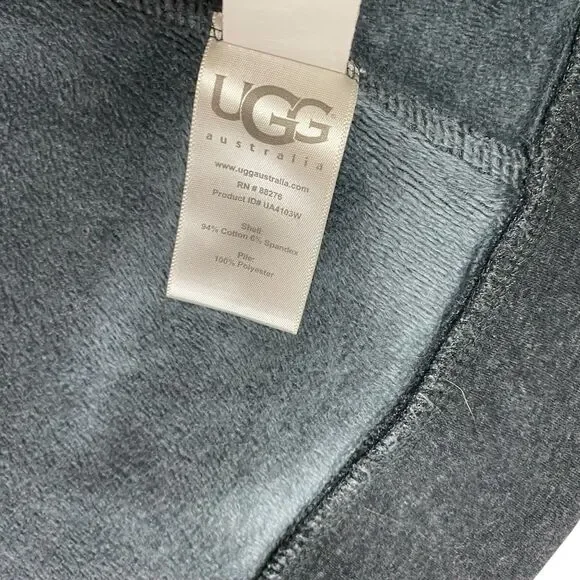 UGG
australia
www.uggaustralia.com
RN # 88276
Product ID# UA4103W
Shell:
94% Cotton 6% Spandex
Pile:
100% Polyester